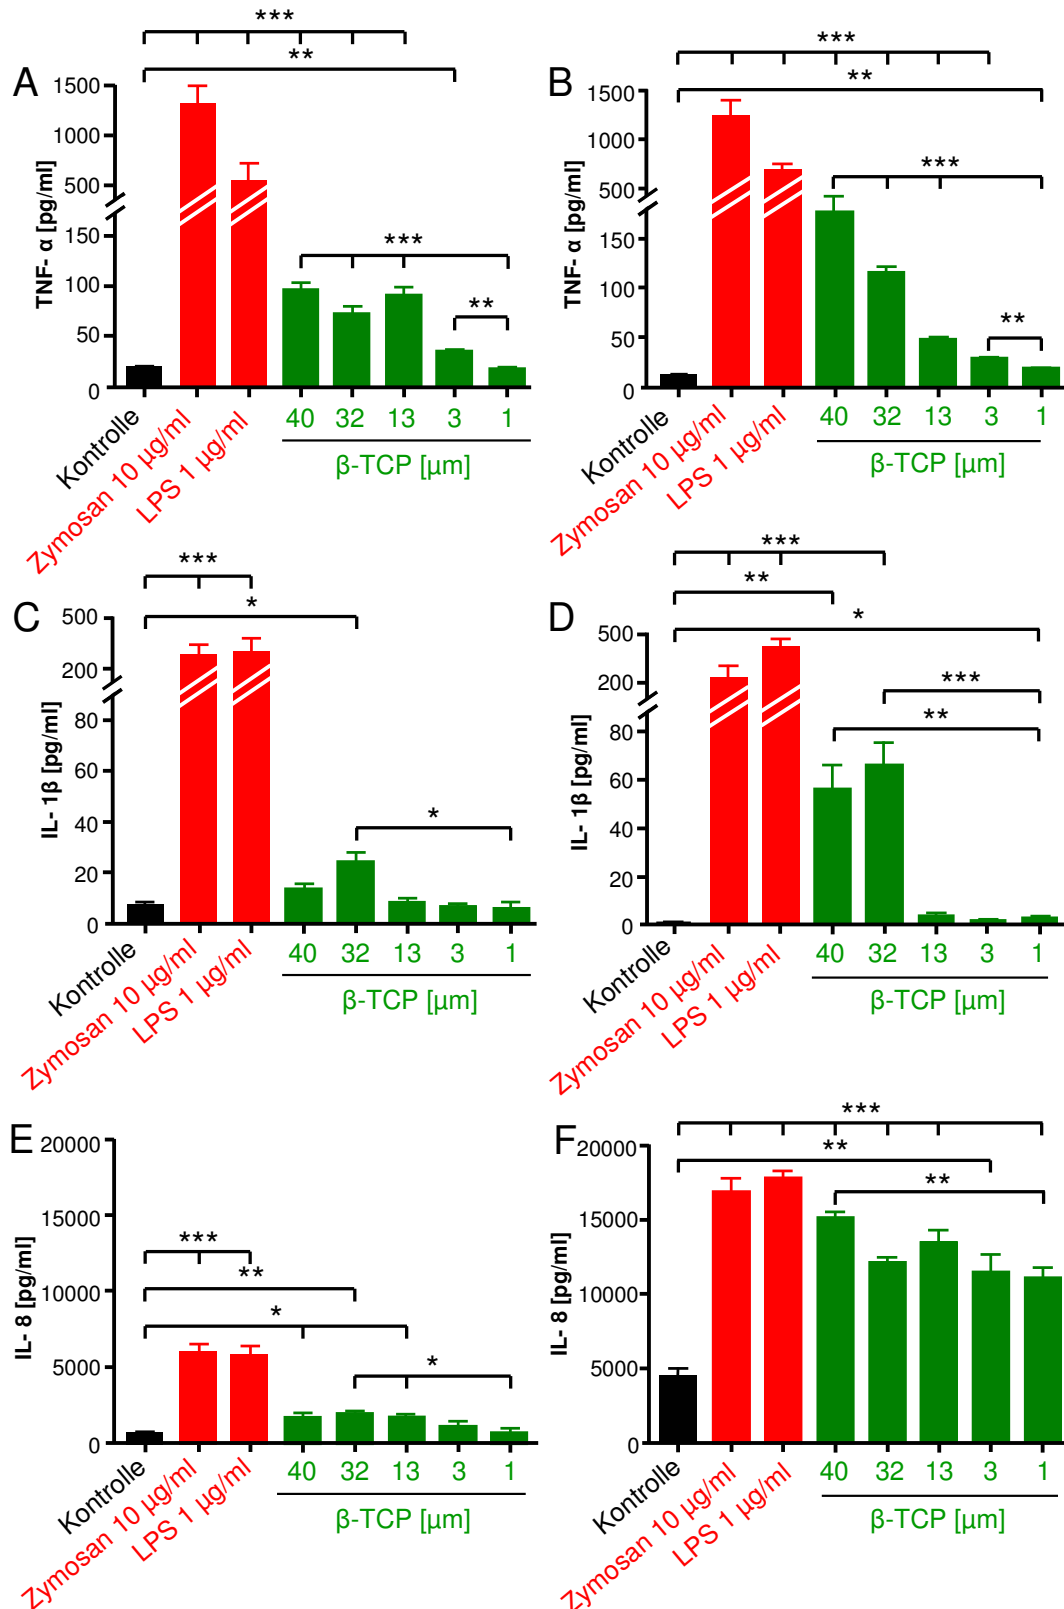 A
TNF- α [pg/ml]
***
**
1500
1000
500
150
100
50
0
***
**
Kontrolle
Zymosan 10 µg/ml
LPS 1 µg/ml
40 32 13 3 1
β-TCP [µm]
B
TNF- α [pg/ml]
***
**
1500
1000
500
150
100
50
0
***
**
Kontrolle
Zymosan 10 µg/ml
LPS 1 µg/ml
40 32 13 3 1
β-TCP [µm]
C
IL- 1β [pg/ml]
***
*
500
200
80
60
40
20
0
*
Kontrolle
Zymosan 10 µg/ml
LPS 1 µg/ml
40 32 13 3 1
β-TCP [µm]
D
IL- 1β [pg/ml]
***
**
*
500
200
80
60
40
20
0
***
**
Kontrolle
Zymosan 10 µg/ml
LPS 1 µg/ml
40 32 13 3 1
β-TCP [µm]
E
IL- 8 [pg/ml]
20000
15000
10000
5000
0
***
**
*
*
Kontrolle
Zymosan 10 µg/ml
LPS 1 µg/ml
40 32 13 3 1
β-TCP [µm]
F
IL- 8 [pg/ml]
***
**
**
20000
15000
10000
5000
0
Kontrolle
Zymosan 10 µg/ml
LPS 1 µg/ml
40 32 13 3 1
β-TCP [µm]